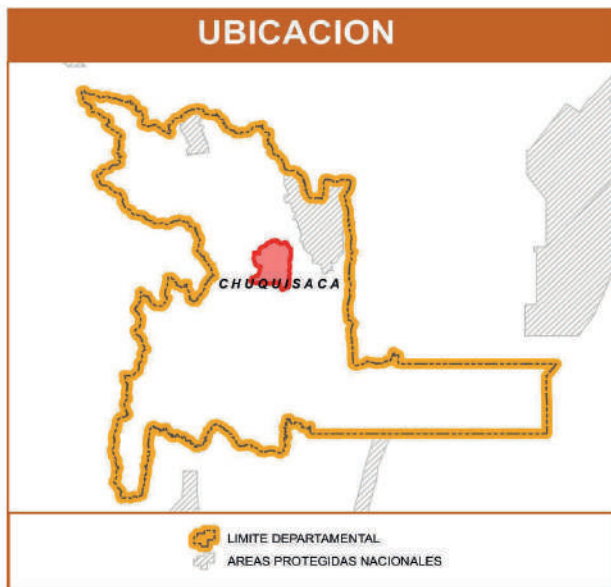 UBICACION
CHUQUISACA
LIMITE DEPARTAMENTAL
AREAS PROTEGIDAS NACIONALES